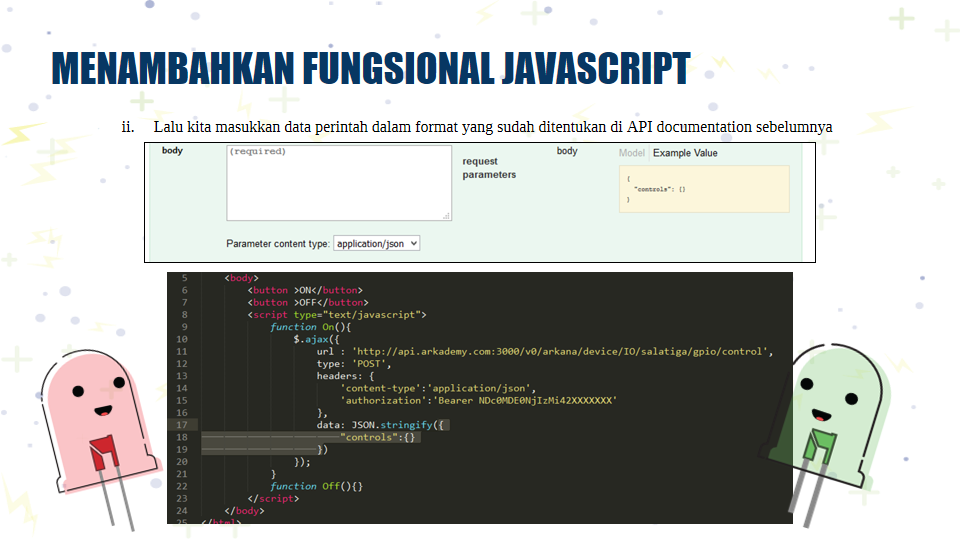 MENAMBAHKAN FUNGSIONAL JAVASCRIPT
ii. Lalu kita masukkan data perintah dalam format yang sudah ditentukan di API documentation sebelumnya
body (required) request parameters body Model Example Value
{
"controls": {}
}
Parameter content type: application/json
5 <body>
6 <button >ON</button>
7 <button >OFF</button>
8 <script type="text/javascript">
9 function On(){
10 $.ajax({
11 url : 'http://api.arkademy.com:3000/v0/arkana/device/IO/salatiga/gpio/control',
12 type: 'POST',
13 headers: {
14 'content-type':'application/json',
15 'authorization':'Bearer NDc0MDE0NjIzMi42XXXXXXX'
16 },
17 data: JSON.stringify({
18 "controls":{}
19 })
20 });
21 }
22 function Off(){}
23 </script>
24 </body>
25 </html>